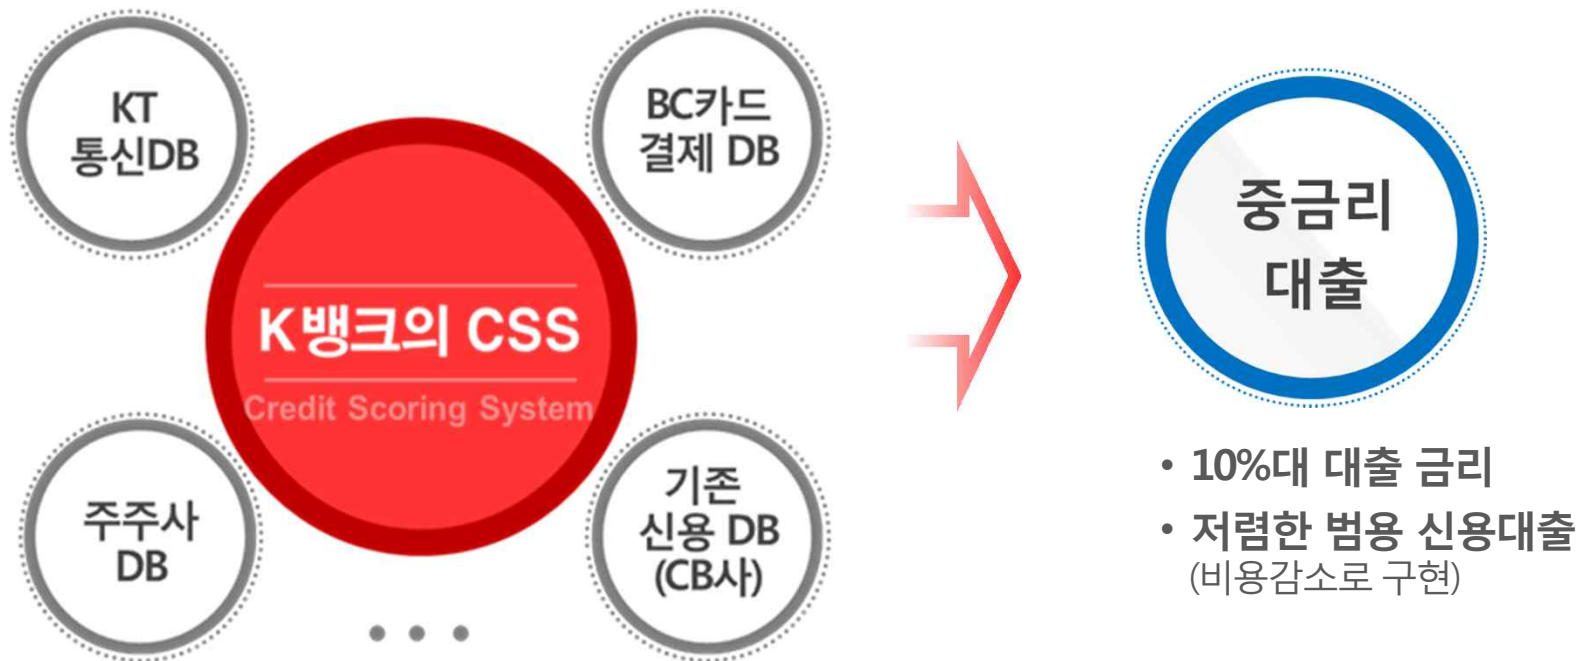 KT
통신DB
BC카드
결제 DB
K뱅크의 CSS
Credit Scoring System
주주사
DB
기존
신용 DB
(CB사)
중금리
대출
• 10%대 대출 금리
• 저렴한 범용 신용대출
(비용감소로 구현)